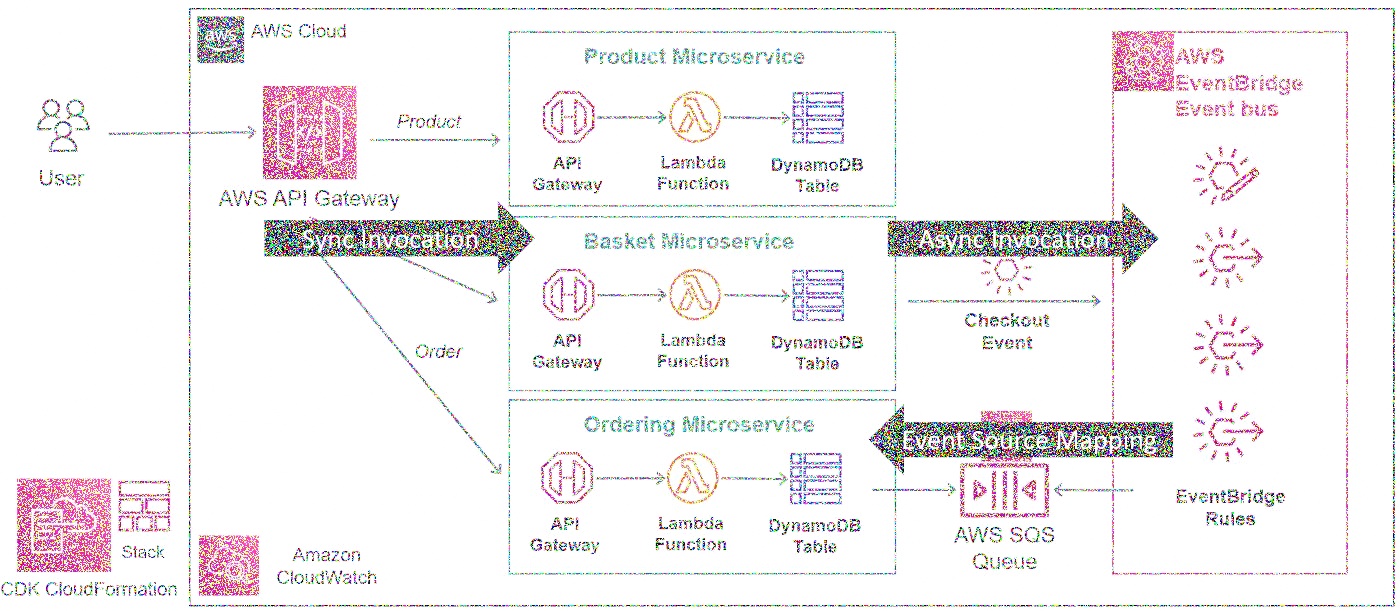 aws
AWS Cloud
User
AWS API Gateway
Product
Product Microservice
API
Gateway
Lambda
Function
DynamoDB
Table
AWS
EventBridge
Event bus
Sync Invocation
Basket Microservice
API
Gateway
Lambda
Function
DynamoDB
Table
Async Invocation
Checkout
Event
Order
Ordering Microservice
API
Gateway
Lambda
Function
DynamoDB
Table
Event Source Mapping
AWS SQS
Queue
EventBridge
Rules
Stack
CDK CloudFormation
Amazon
CloudWatch